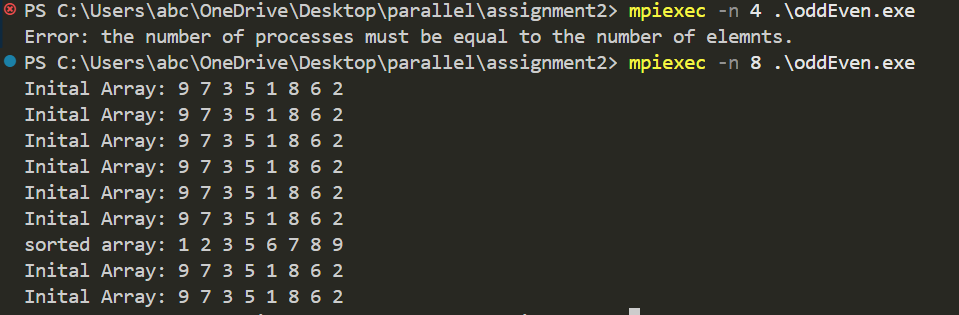 PS C:\Users\abc\OneDrive\Desktop\parallel\assignment2> mpiexec -n 4 .\oddEven.exe
Error: the number of processes must be equal to the number of elemnts.
PS C:\Users\abc\OneDrive\Desktop\parallel\assignment2> mpiexec -n 8 .\oddEven.exe
Inital Array: 9 7 3 5 1 8 6 2
Inital Array: 9 7 3 5 1 8 6 2
Inital Array: 9 7 3 5 1 8 6 2
Inital Array: 9 7 3 5 1 8 6 2
Inital Array: 9 7 3 5 1 8 6 2
Inital Array: 9 7 3 5 1 8 6 2
sorted array: 1 2 3 5 6 7 8 9
Inital Array: 9 7 3 5 1 8 6 2
Inital Array: 9 7 3 5 1 8 6 2